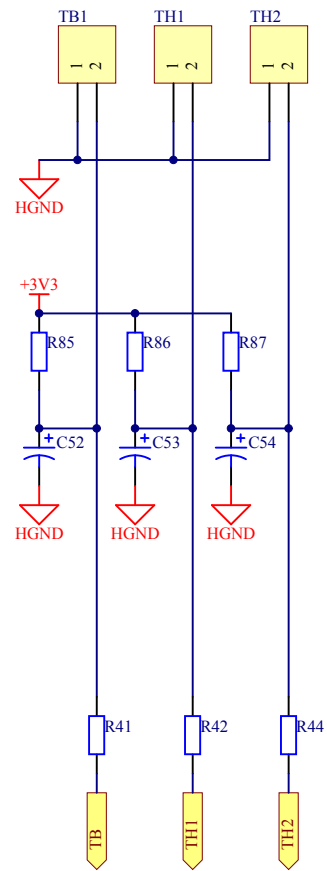 TB1 TH1 TH2
1 2 1 2 1 2
HGND
+3V3
R85 R86 R87
+ C52 + C53 + C54
HGND HGND HGND
R41 R42 R44
TB TH1 TH2